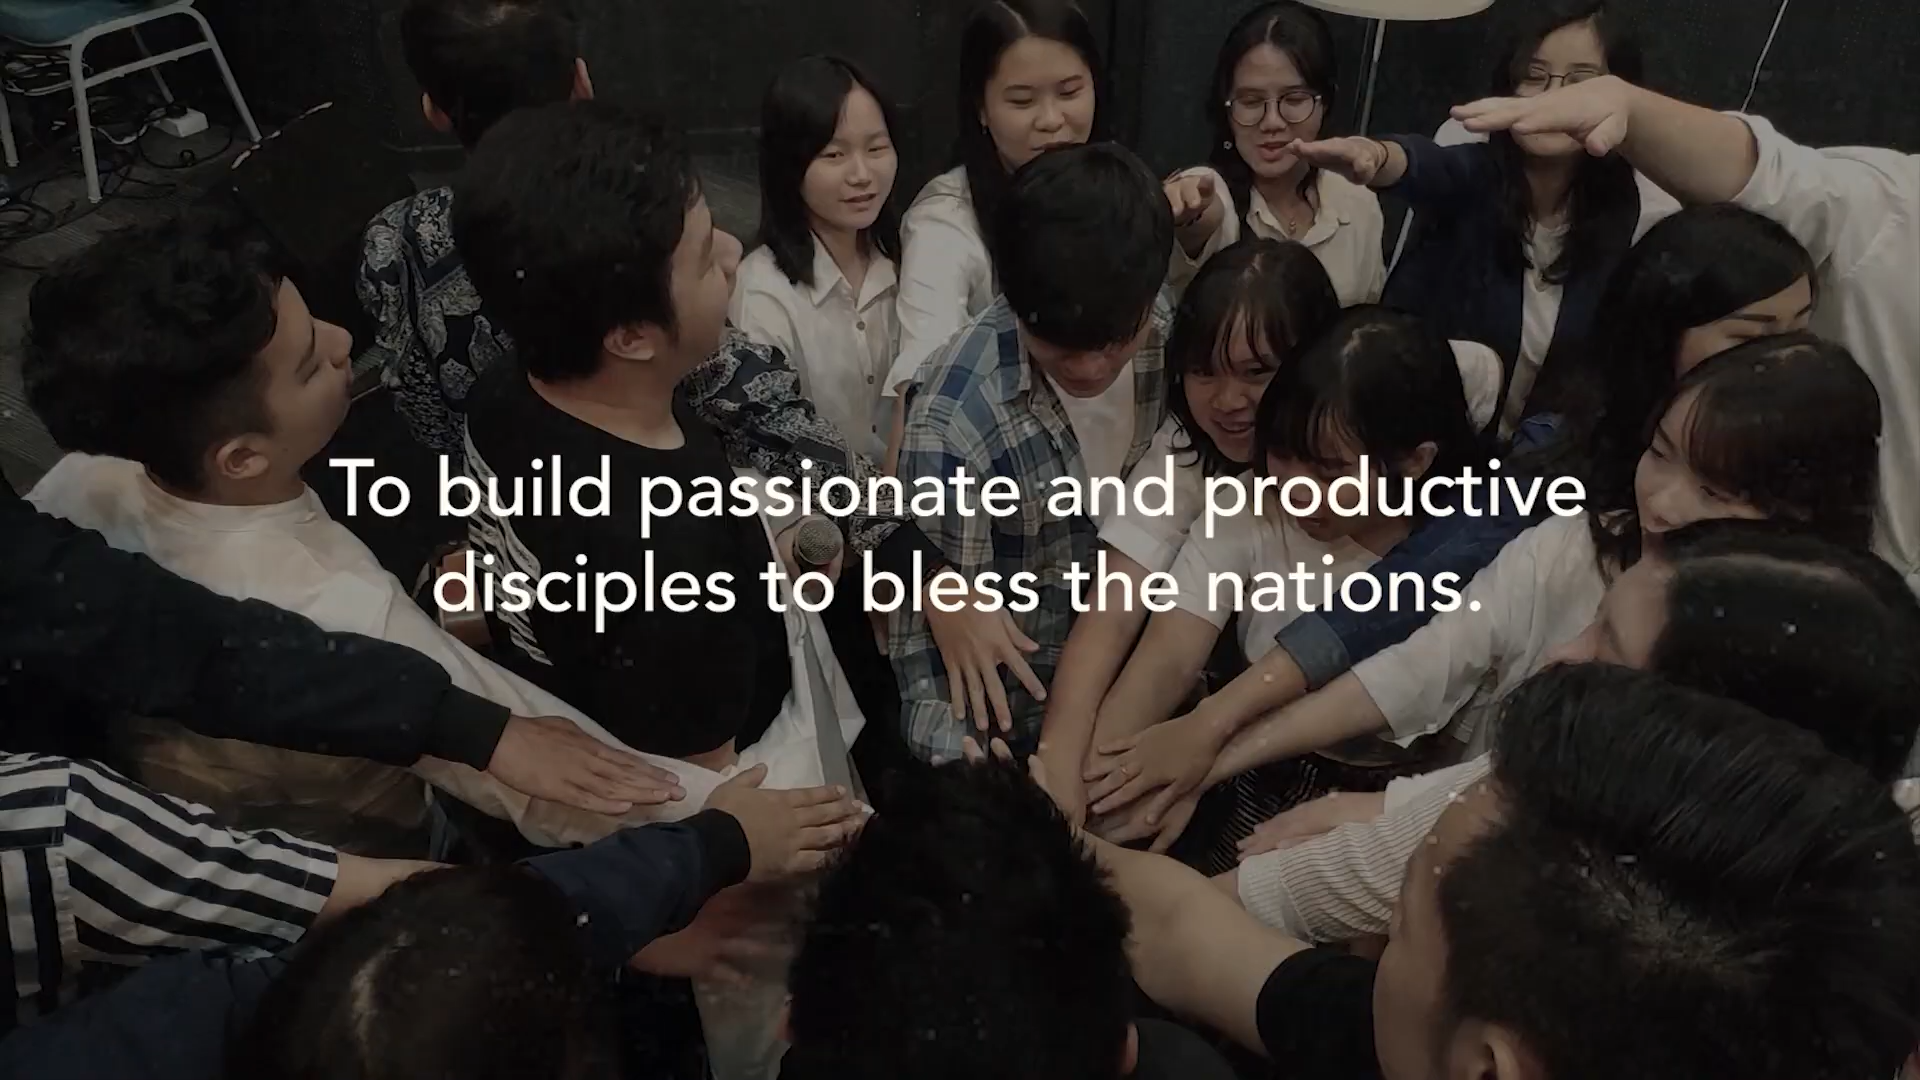 To build passionate and productive
disciples to bless the nations.